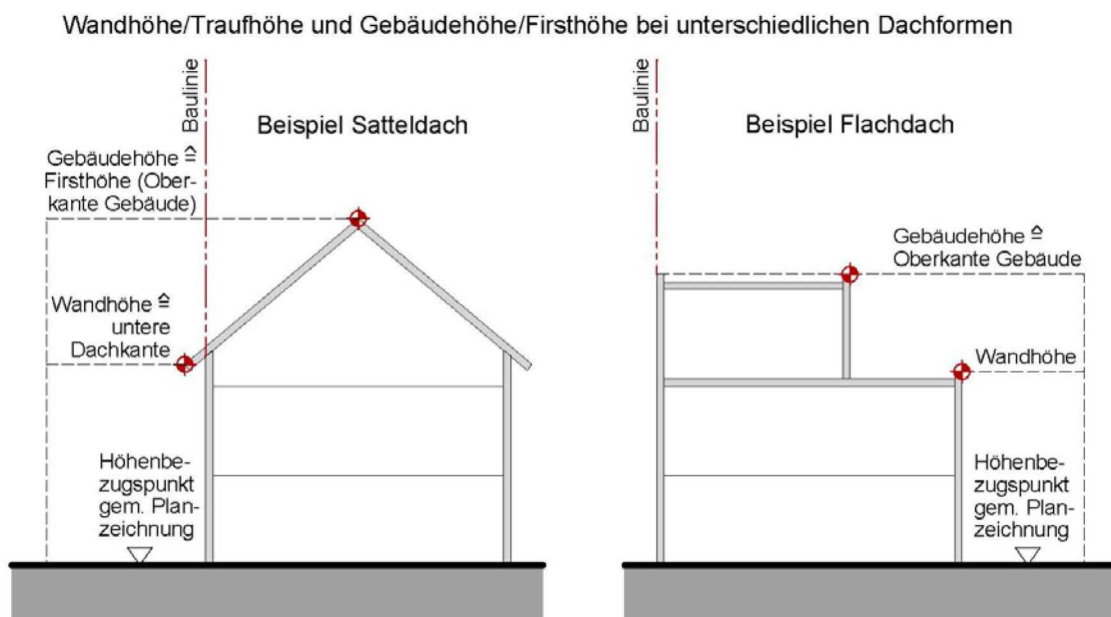 Wandhöhe/Traufhöhe und Gebäudehöhe/Firsthöhe bei unterschiedlichen Dachformen
Baulinie
Beispiel Satteldach
Gebäudehöhe ≙
Firsthöhe (Ober-
kante Gebäude)
Wandhöhe ≙
untere
Dachkante
Höhenbe-
zugspunkt
gem. Plan-
zeichnung
Baulinie
Beispiel Flachdach
Gebäudehöhe ≙
Oberkante Gebäude
Wandhöhe
Höhenbe-
zugspunkt
gem. Plan-
zeichnung